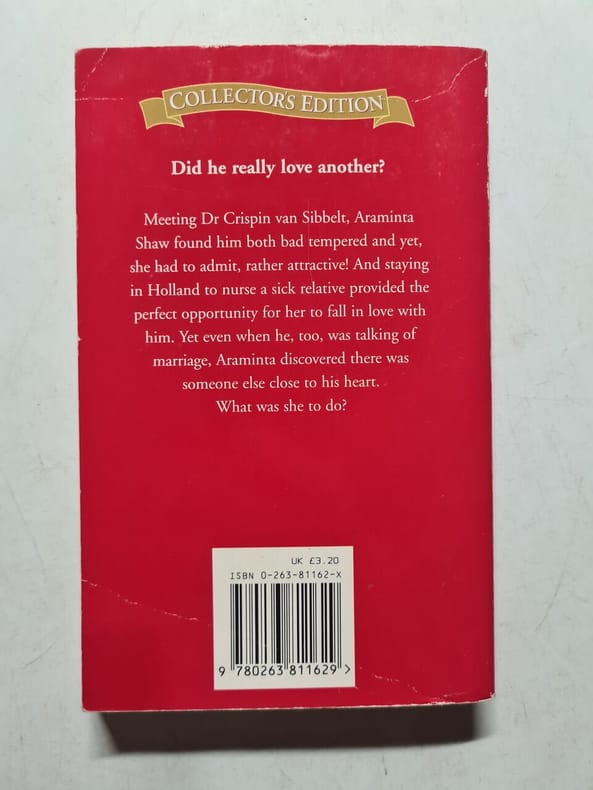 COLLECTOR'S EDITION
Did he really love another?
Meeting Dr Crispin van Sibbelt, Araminta
Shaw found him both bad tempered and yet,
she had to admit, rather attractive! And staying
in Holland to nurse a sick relative provided the
perfect opportunity for her to fall in love with
him. Yet even when he, too, was talking of
marriage, Araminta discovered there was
someone else close to his heart.
What was she to do?
UK £3.20
ISBN 0-263-81162-X
9 780263 811629 >